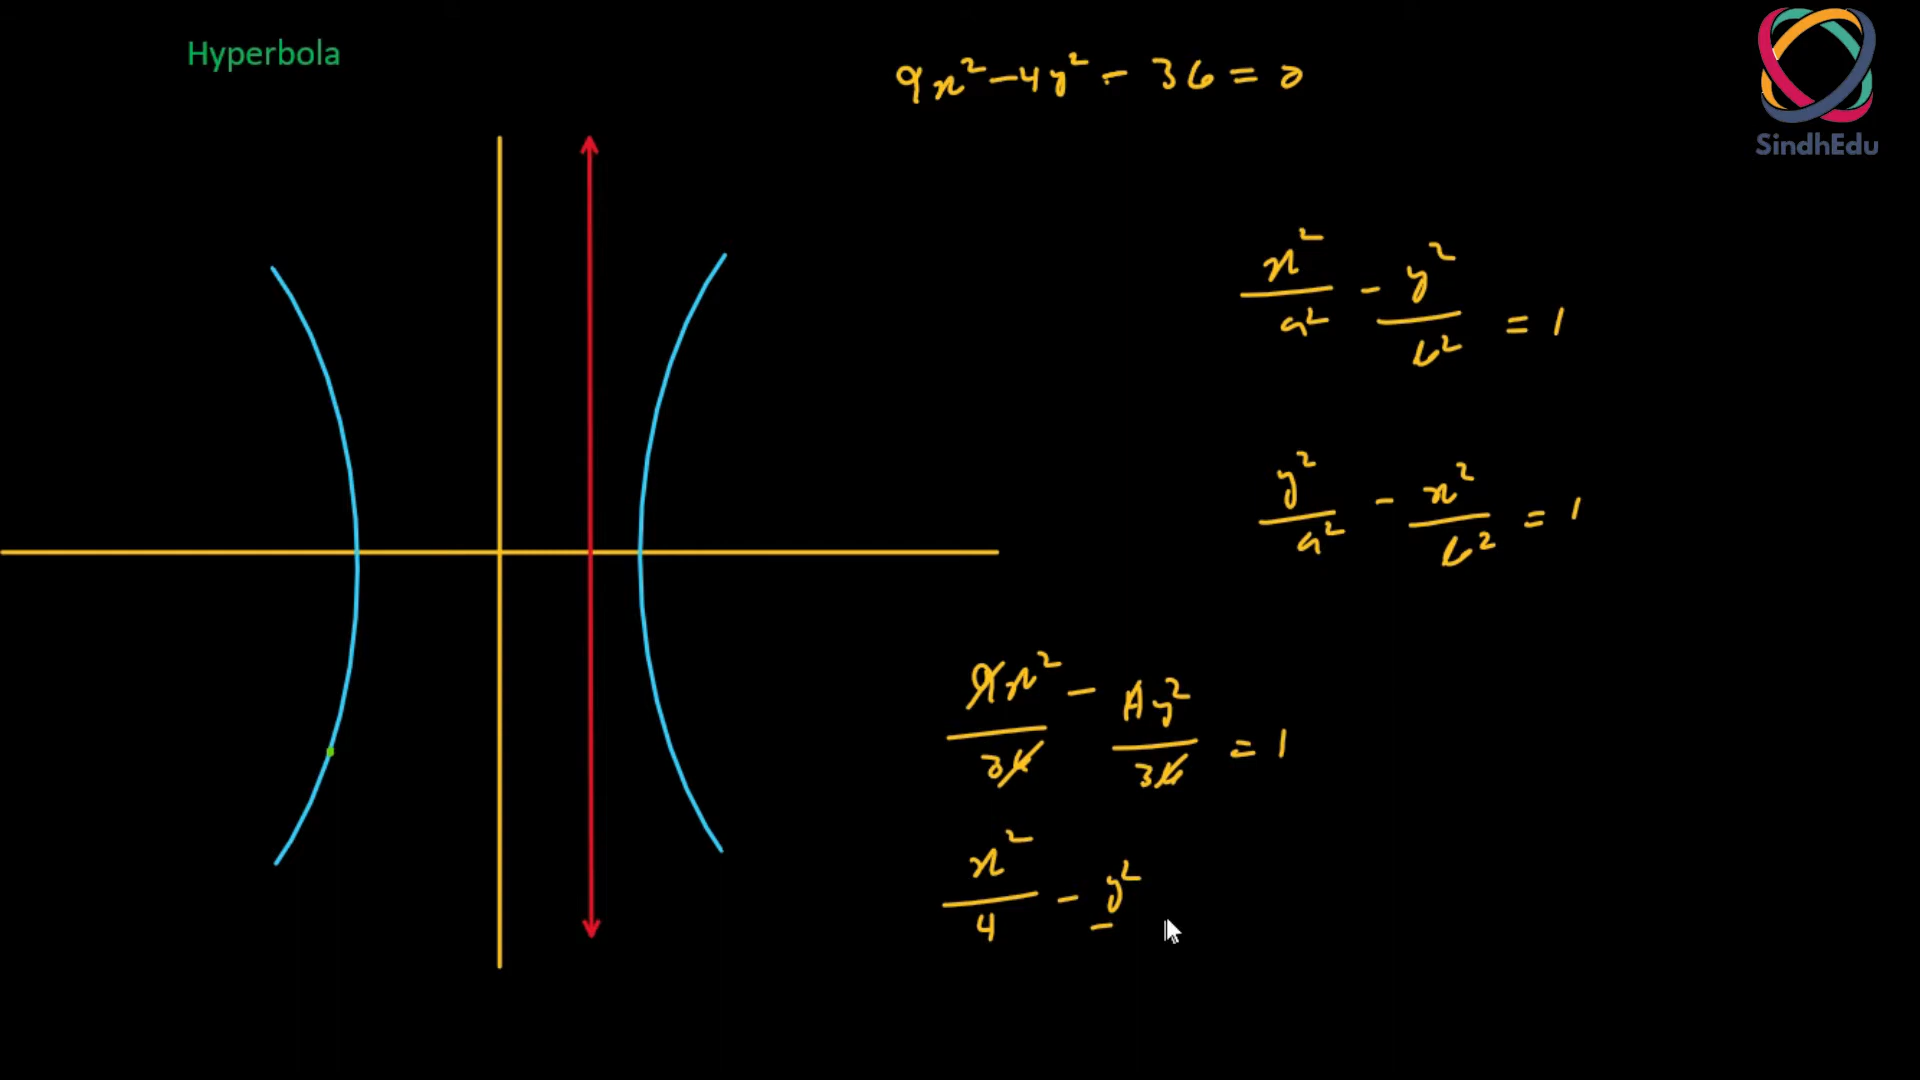 Hyperbola
9x² - 4y² - 36 = 0
SindhEdu
x²/a² - y²/b² = 1
y²/a² - x²/b² = 1
9x²/36 - 4y²/36 = 1
x²/4 - y²